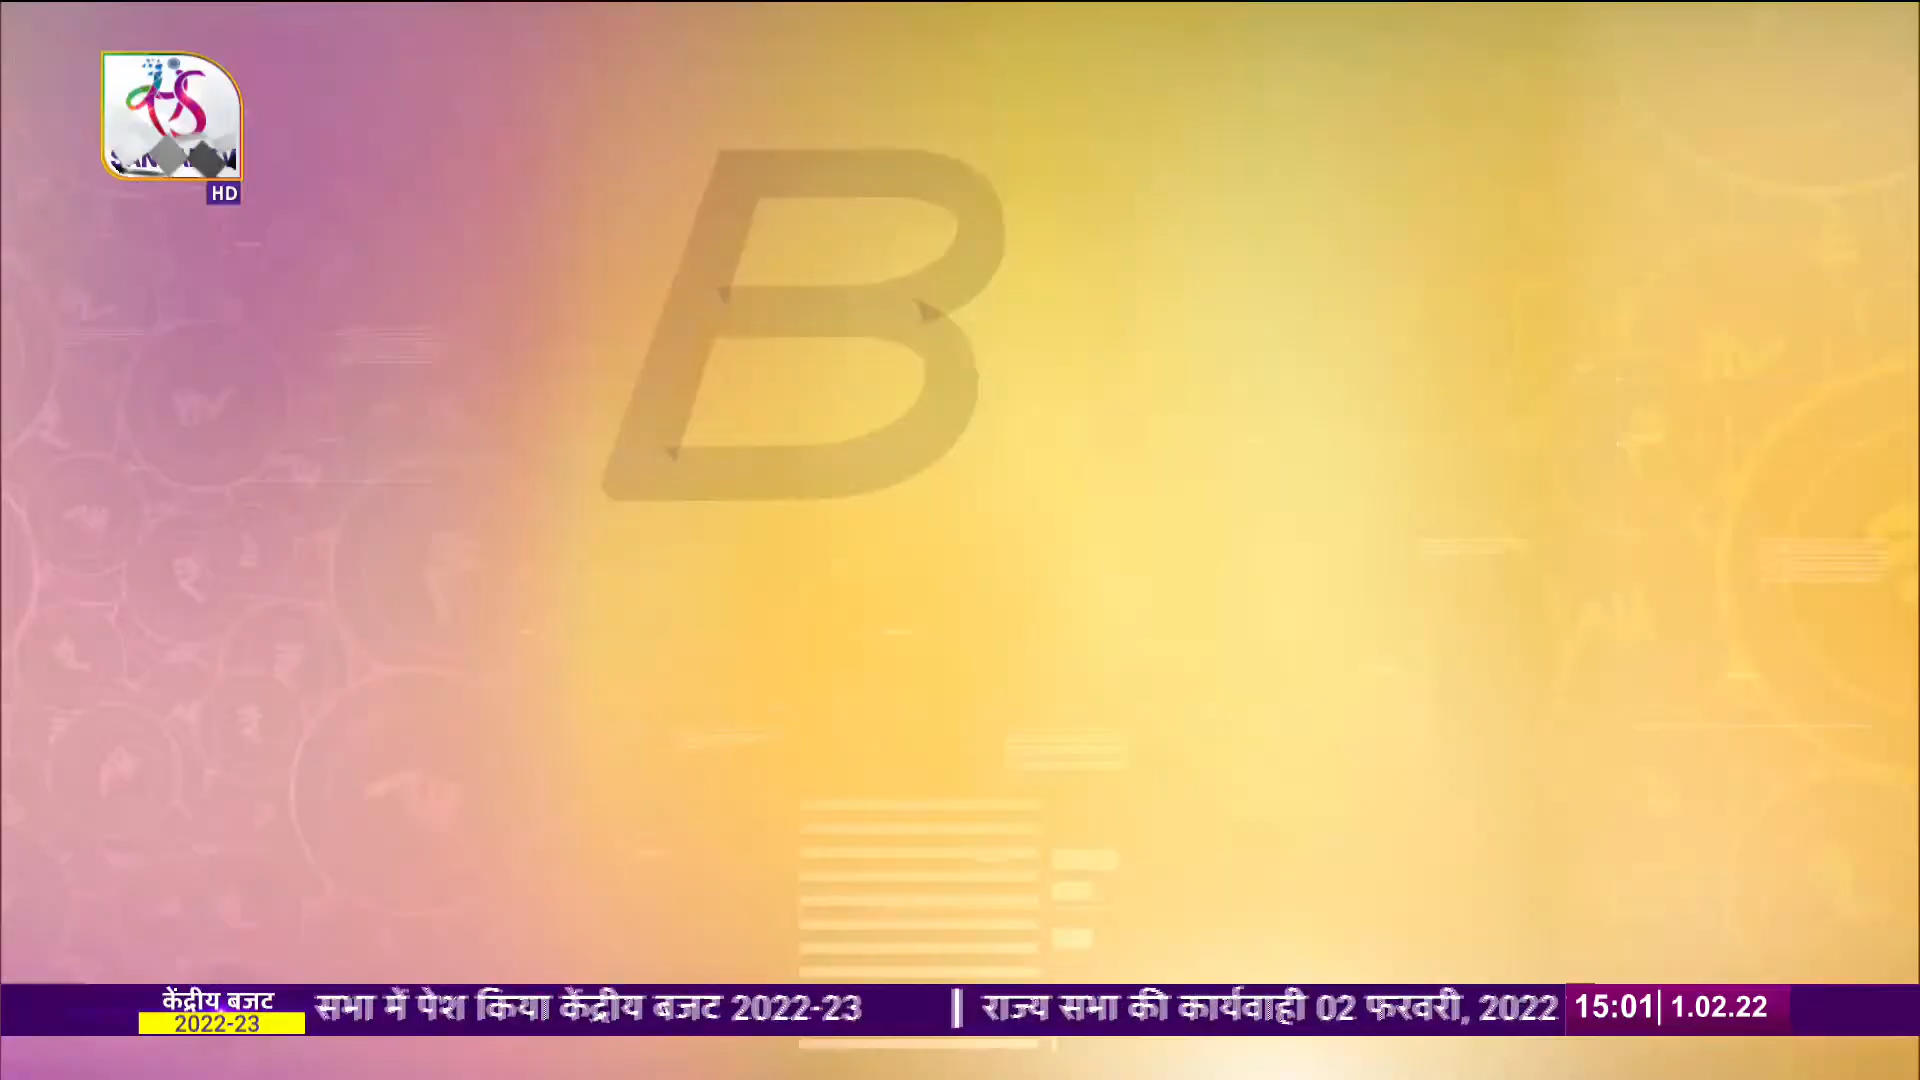 HD
B
केंद्रीय बजट
2022-23
सभा में पेश किया केंद्रीय बजट 2022-23 | राज्य सभा की कार्यवाही 02 फरवरी, 2022
15:01 | 1.02.22